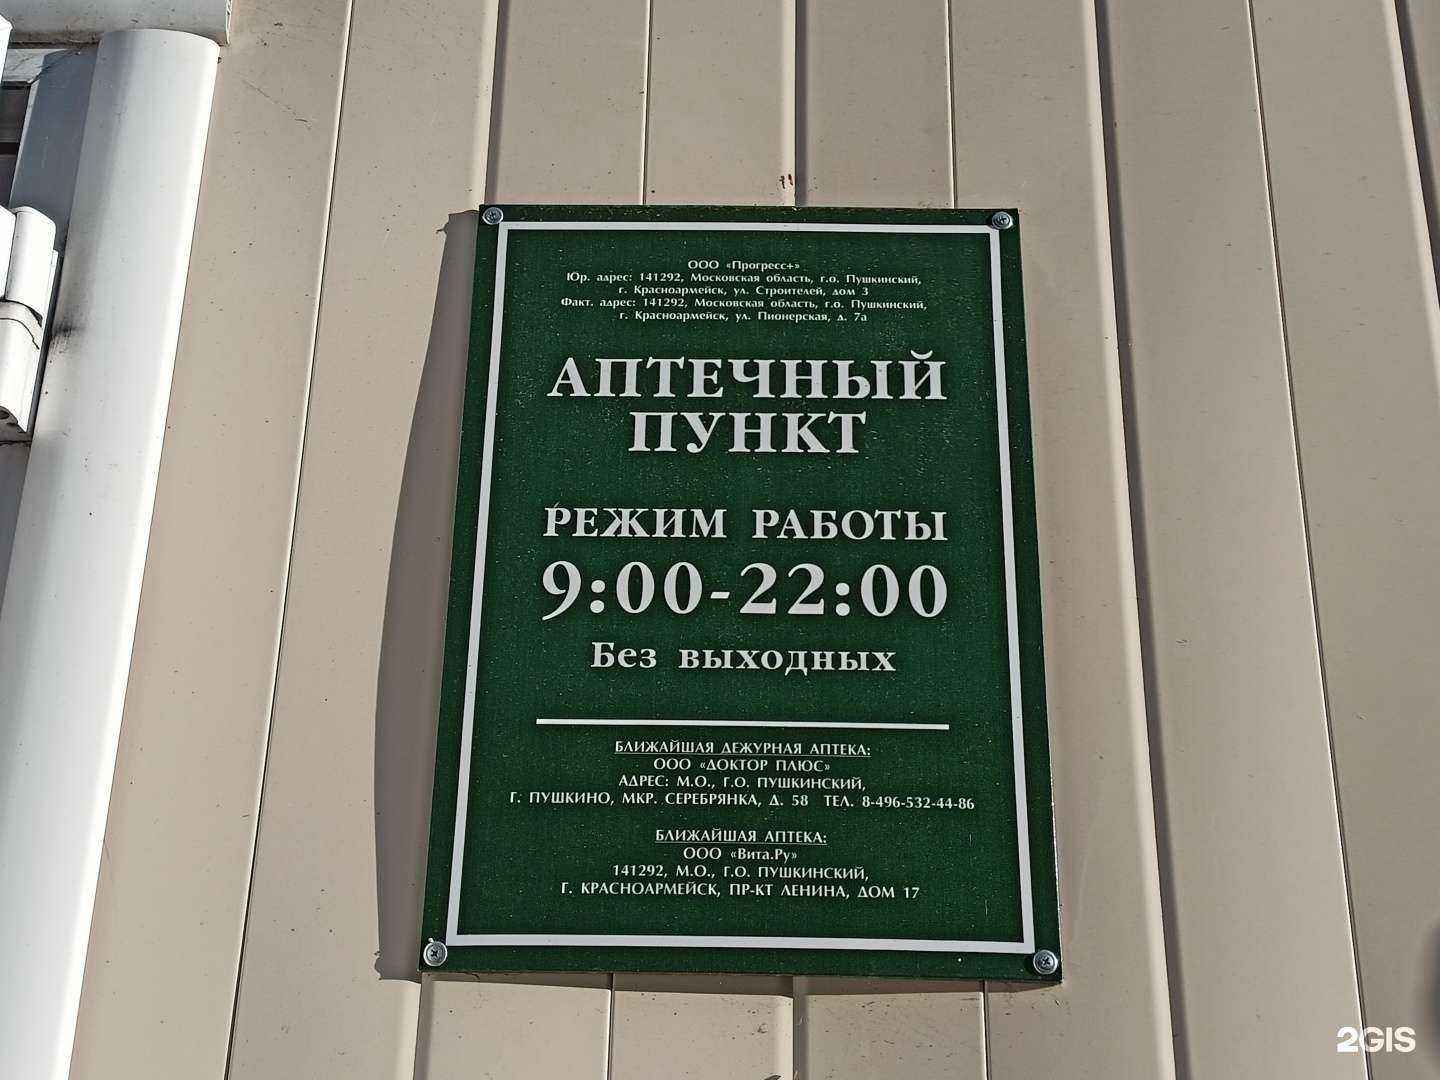 ООО «Прогресс+»
Юр. адрес: 141292, Московская область, г.о. Пушкинский,
г. Красноармейск, ул. Строителей, дом 3
Факт. адрес: 141292, Московская область, г.о. Пушкинский,
г. Красноармейск, ул. Пионерская, д. 7а
АПТЕЧНЫЙ
ПУНКТ
РЕЖИМ РАБОТЫ
9:00-22:00
Без выходных
БЛИЖАЙШАЯ ДЕЖУРНАЯ АПТЕКА:
ООО «ДОКТОР ПЛЮС»
АДРЕС: М.О., Г.О. ПУШКИНСКИЙ,
Г. ПУШКИНО, МКР. СЕРЕБРЯНКА, Д. 58 ТЕЛ. 8-496-532-44-86
БЛИЖАЙШАЯ АПТЕКА:
ООО «Вита.Ру»
141292, М.О., Г.О. ПУШКИНСКИЙ,
Г. КРАСНОАРМЕЙСК, ПР-КТ ЛЕНИНА, ДОМ 17
2GIS